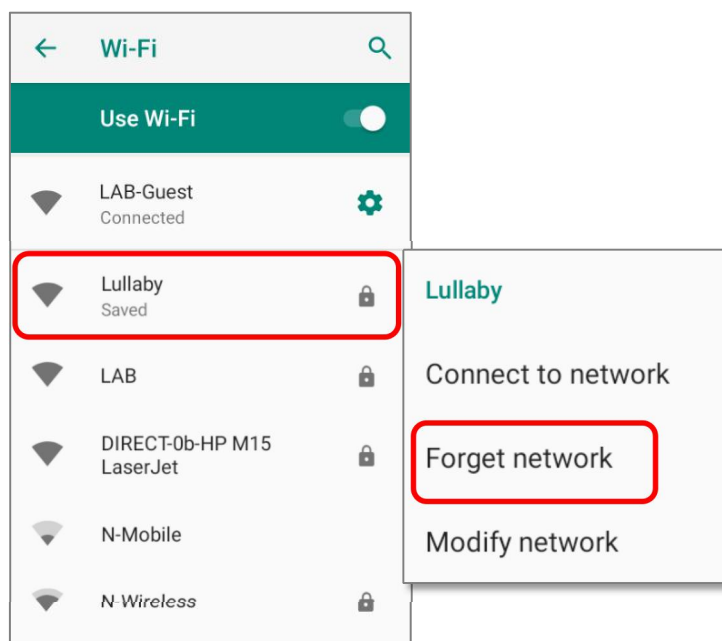 Wi-Fi
Use Wi-Fi
LAB-Guest
Connected
Lullaby
Saved
LAB
DIRECT-0b-HP M15
LaserJet
N-Mobile
N-Wireless
Lullaby
Connect to network
Forget network
Modify network